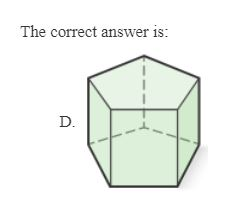 The correct answer is:
D.